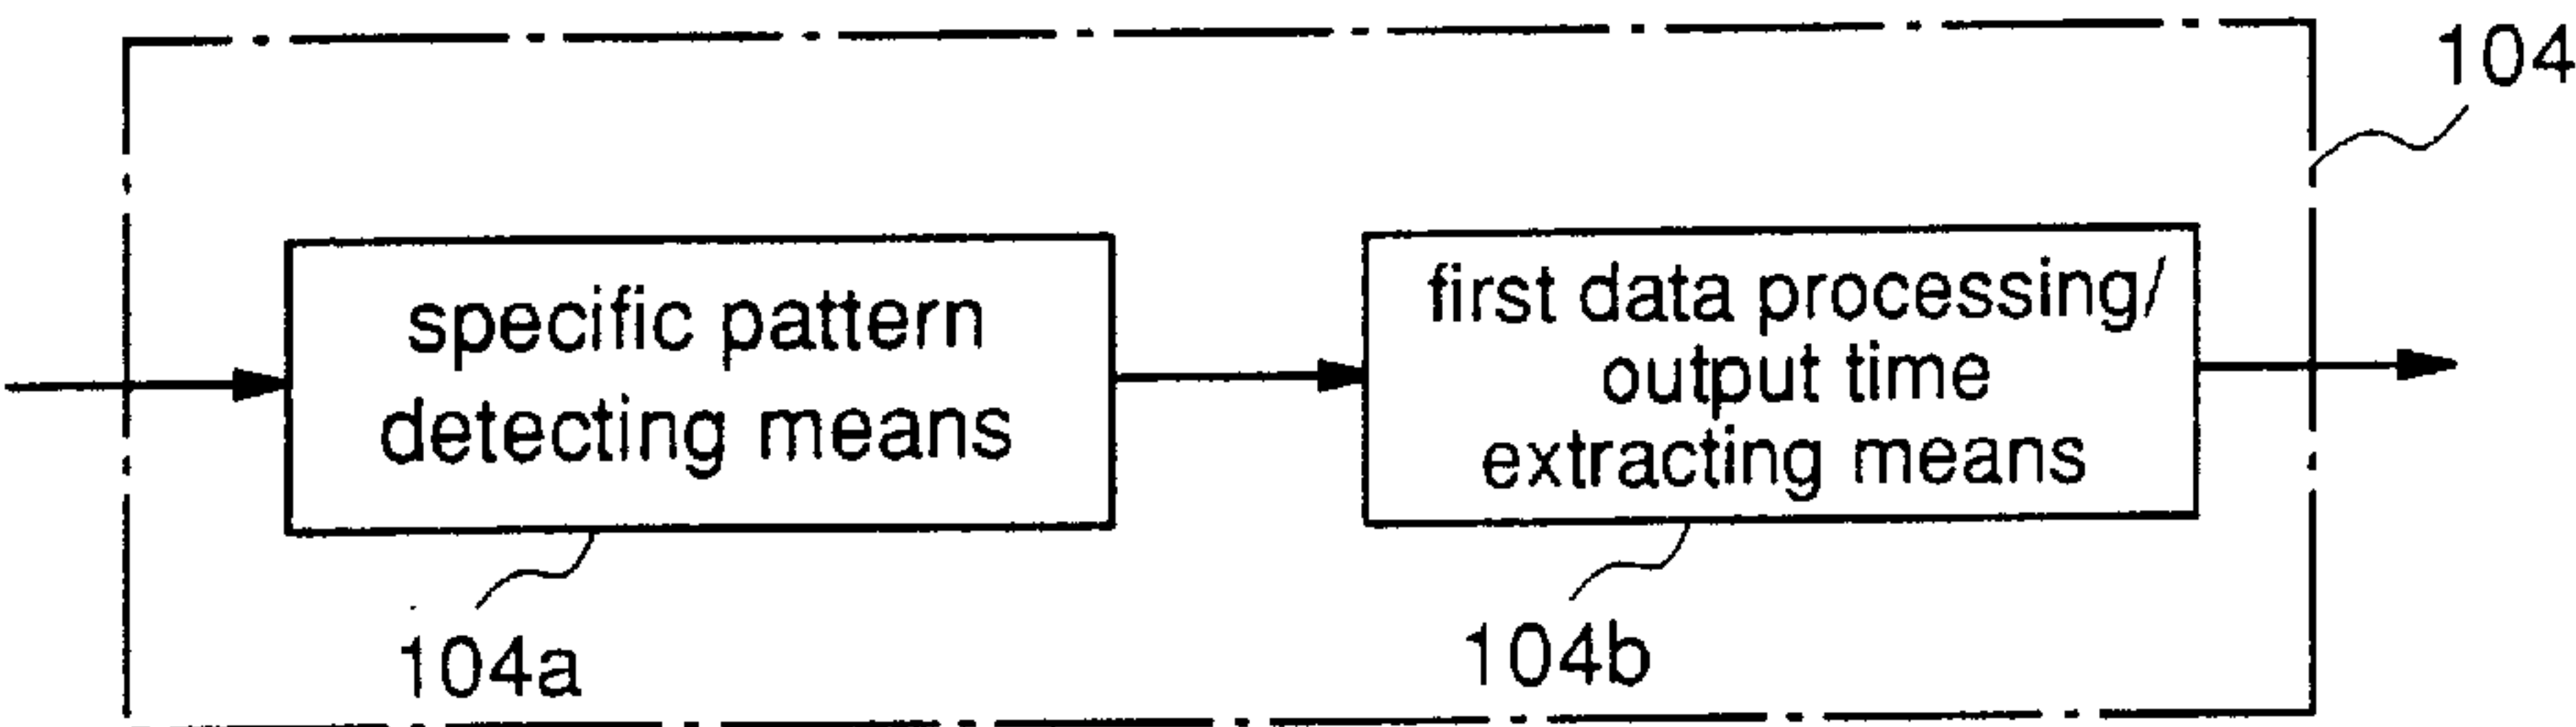 104
specific pattern
detecting means
first data processing/
output time
extracting means
104a
104b